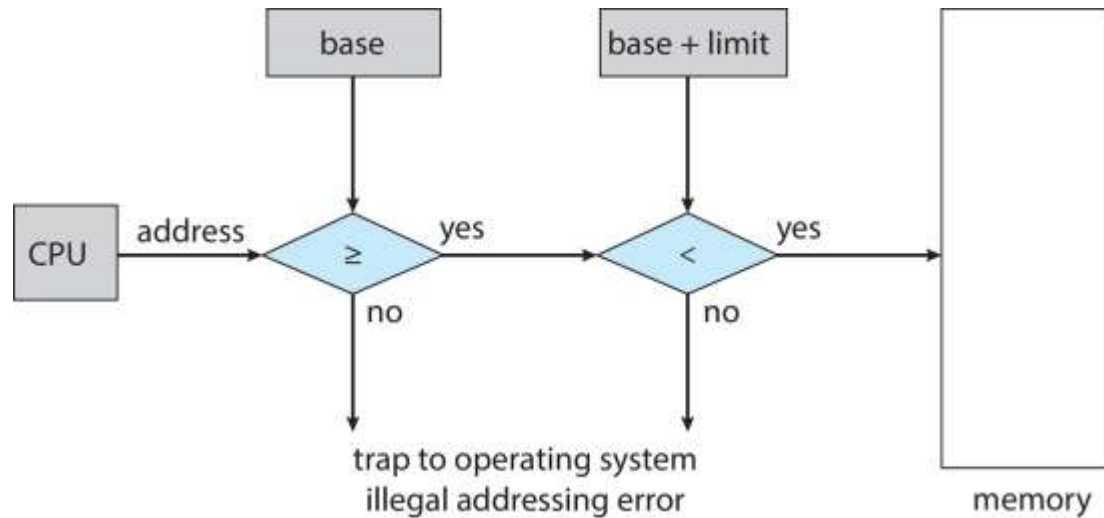 base
base + limit
CPU
address
≥
yes
<
yes
no
no
trap to operating system
illegal addressing error
memory